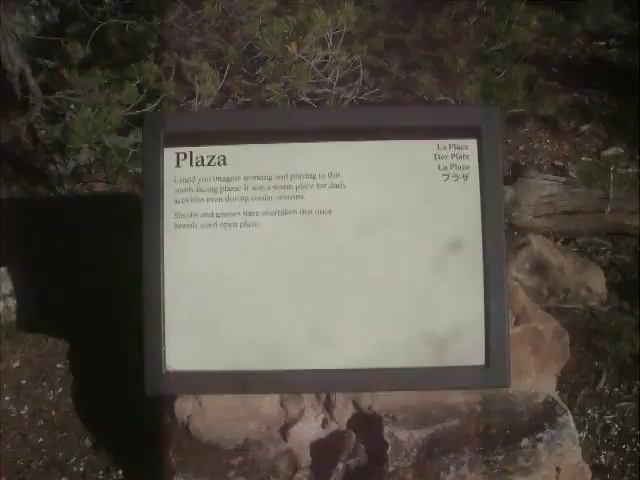 Plaza
Could you imagine working and playing in this
south-facing plaza? It was a warm place for daily
activities even during cooler seasons.
Shrubs and grasses have overtaken this once
heavily used open plaza.
La Place
Der Platz
La Plaza
プラザ